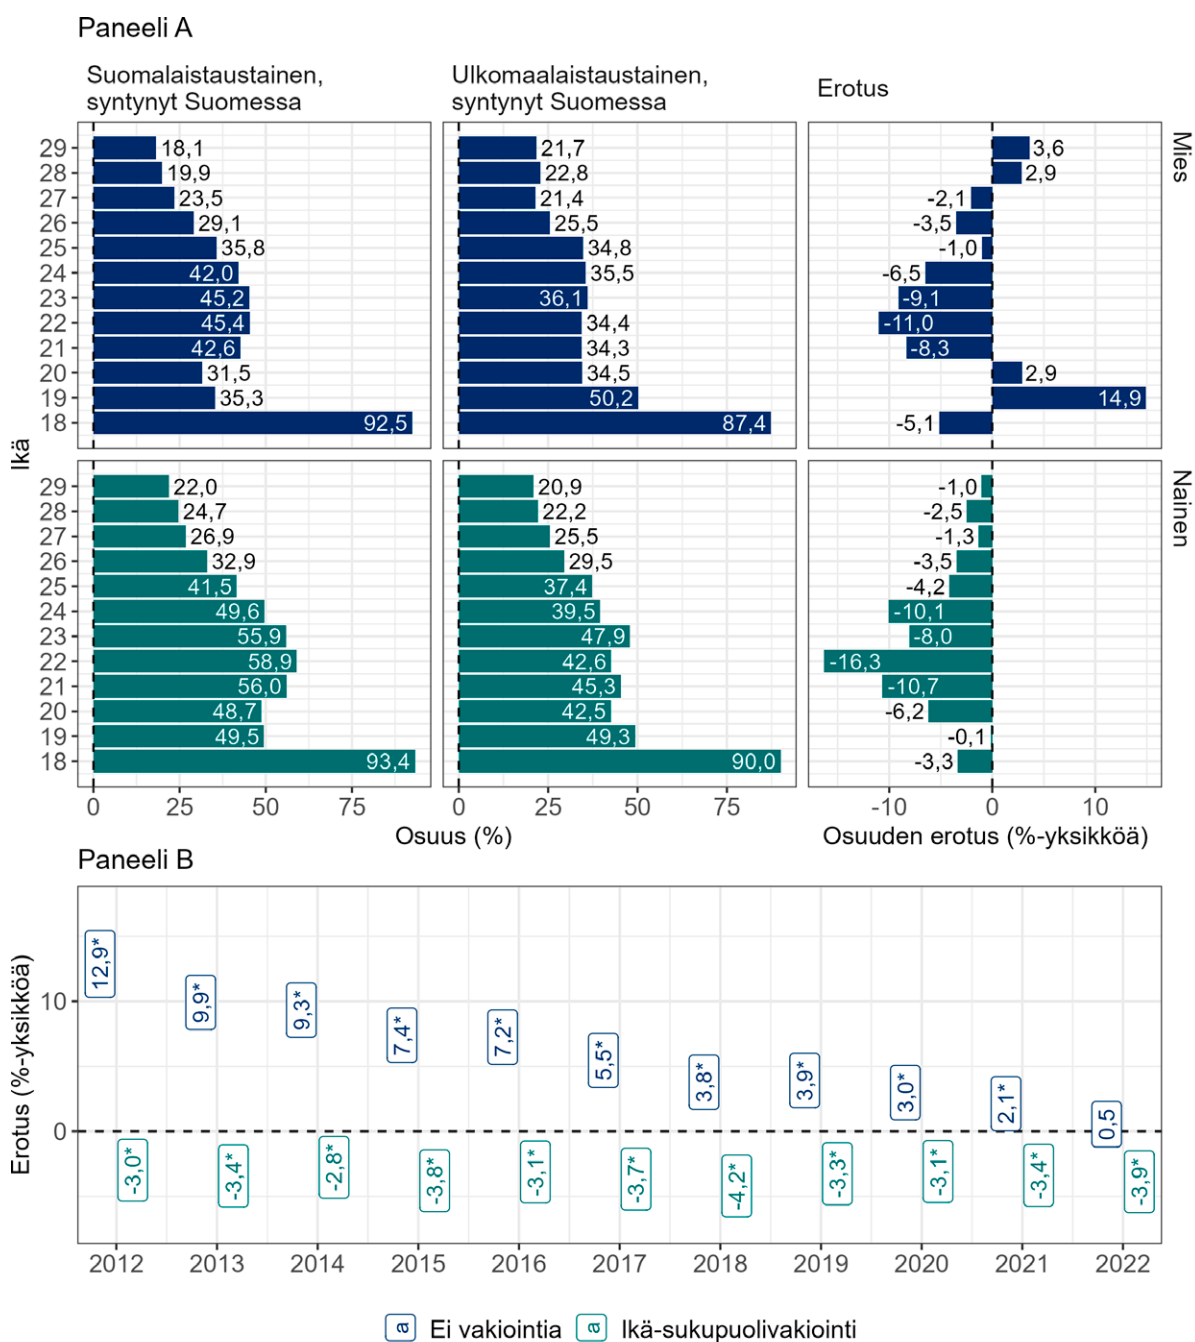 Paneeli A
Suomalaistaustainen,
syntynyt Suomessa
Ulkomaalaistaustainen,
syntynyt Suomessa
Erotus
Ikä
Mies
29 18,1 21,7 3,6
28 19,9 22,8 2,9
27 23,5 21,4 -2,1
26 29,1 25,5 -3,5
25 35,8 34,8 -1,0
24 42,0 35,5 -6,5
23 45,2 36,1 -9,1
22 45,4 34,4 -11,0
21 42,6 34,3 -8,3
20 31,5 34,5 2,9
19 35,3 50,2 14,9
18 92,5 87,4 -5,1
Nainen
29 22,0 20,9 -1,0
28 24,7 22,2 -2,5
27 26,9 25,5 -1,3
26 32,9 29,5 -3,5
25 41,5 37,4 -4,2
24 49,6 39,5 -10,1
23 55,9 47,9 -8,0
22 58,9 42,6 -16,3
21 56,0 45,3 -10,7
20 48,7 42,5 -6,2
19 49,5 49,3 -0,1
18 93,4 90,0 -3,3
0 25 50 75 0 25 50 75 -10 0 10
Osuus (%) Osuuden erotus (%-yksikköä)
Paneeli B
Erotus (%-yksikköä)
10
0
12,9* 9,9* 9,3* 7,4* 7,2* 5,5* 3,8* 3,9* 3,0* 2,1* 0,5
-3,0* -3,4* -2,8* -3,8* -3,1* -3,7* -4,2* -3,3* -3,1* -3,4* -3,9*
2012 2013 2014 2015 2016 2017 2018 2019 2020 2021 2022
a Ei vakiointia a Ikä-sukupuolivakiointi